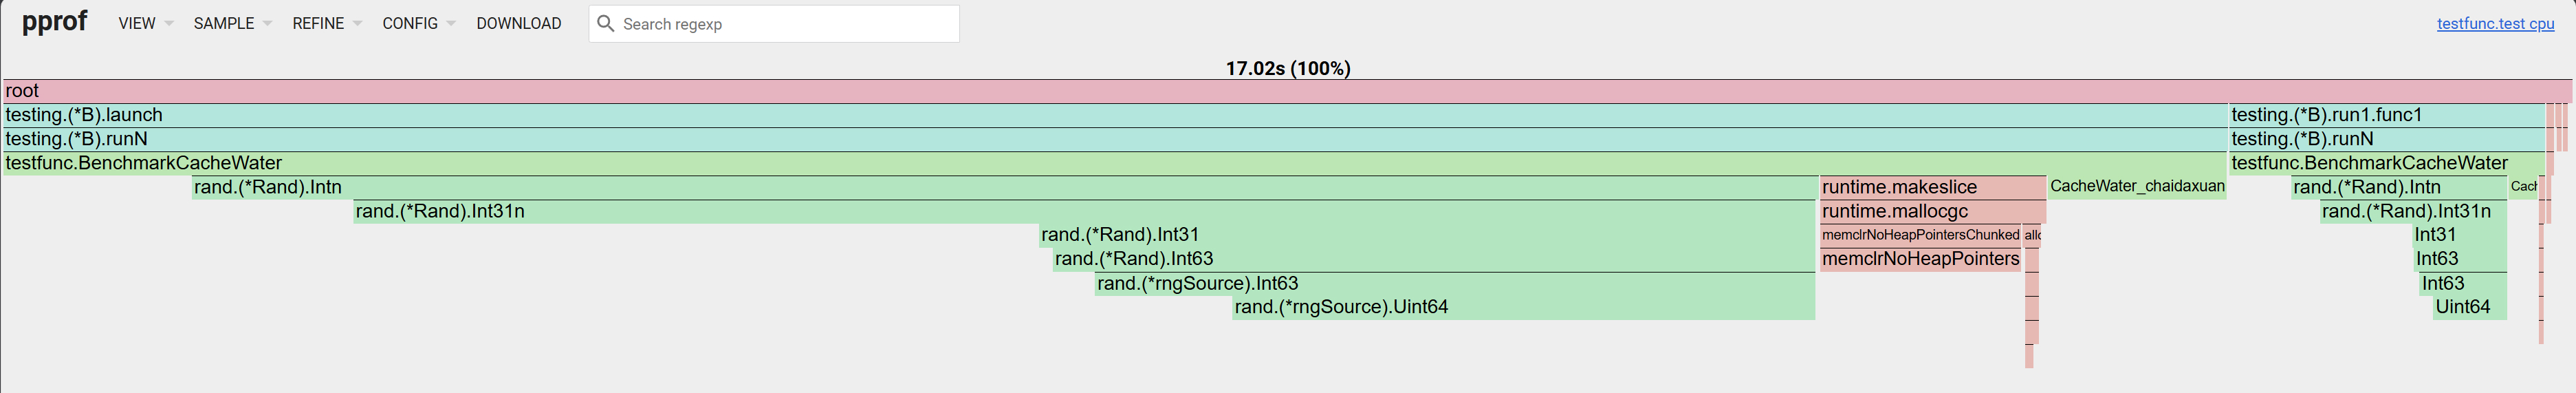 pprof VIEW SAMPLE REFINE CONFIG DOWNLOAD Search regexp testfunc.test cpu
17.02s (100%)
root
testing.(*B).launch testing.(*B).run1.func1
testing.(*B).runN testing.(*B).runN
testfunc.BenchmarkCacheWater testfunc.BenchmarkCacheWater
rand.(*Rand).Intn runtime.makeslice CacheWater_chaidaxuan rand.(*Rand).Intn Cach
rand.(*Rand).Int31n runtime.mallocgc rand.(*Rand).Int31n
rand.(*Rand).Int31 memclrNoHeapPointersChunked allo Int31
rand.(*Rand).Int63 memclrNoHeapPointers Int63
rand.(*rngSource).Int63 Int63
rand.(*rngSource).Uint64 Uint64